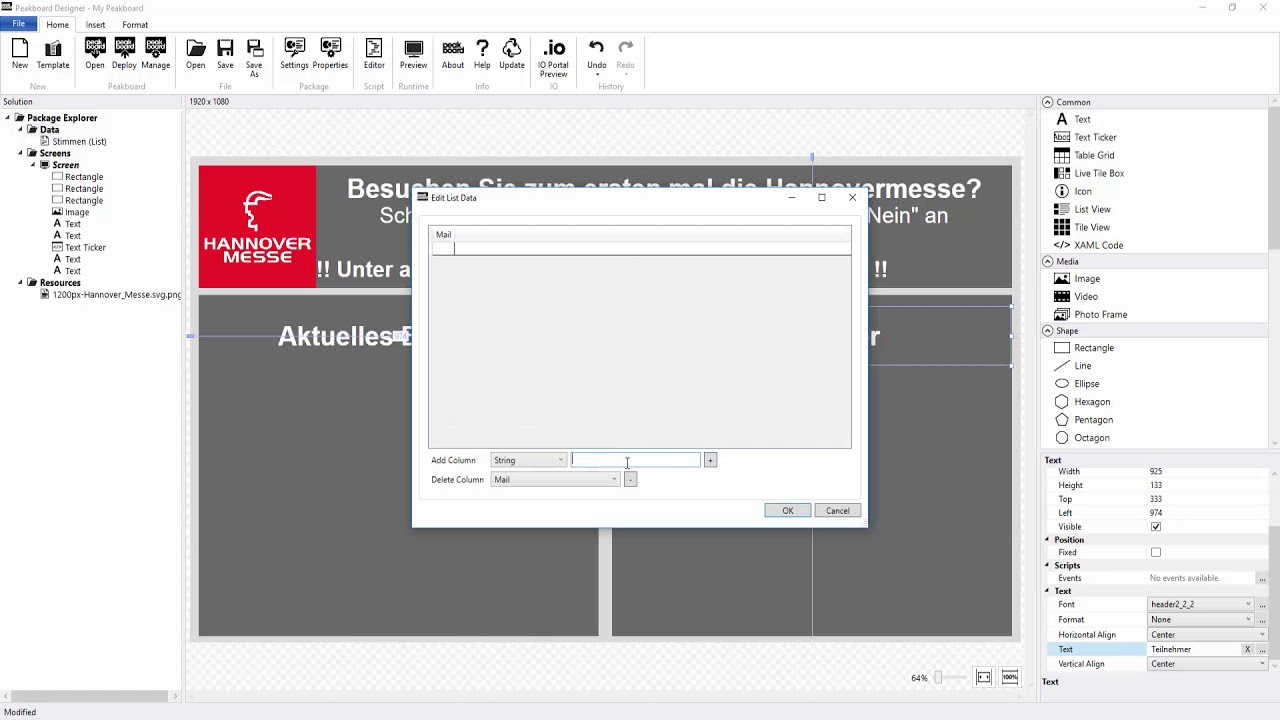 Peakboard Designer - My Peakboard
File Home Insert Format
New Template Open Deploy Manage Open Save Save As Settings Properties Editor Preview About Help Update IO Portal Preview Undo Redo
New Peakboard File Package Script Runtime Info IO History
Solution
Package Explorer
Data
Stimmen (List)
Screens
Screen
Rectangle
Rectangle
Rectangle
Image
Text
Text
Text Ticker
Text
Text
Resources
1200px-Hannover_Messe.svg.png
1920 x 1080
HANNOVER
MESSE
Besuchen Sie zum ersten mal die Hannovermesse?
Nein" an
!! Unter
!!
Aktuelles
974
Edit List Data
Mail
Add Column String +
Delete Column Mail -
OK Cancel
64%
100%
Common
Text
Text Ticker
Table Grid
Live Tile Box
Icon
List View
Tile View
XAML Code
Media
Image
Video
Photo Frame
Shape
Rectangle
Line
Ellipse
Hexagon
Pentagon
Octagon
Text
Width 925
Height 133
Top 333
Left 974
Visible
Position
Fixed
Scripts
Events No events available. ...
Text
Font header2_2_2 ...
Format None ...
Horizontal Align Center
Text Teilnehmer X ...
Vertical Align Center
Text
Modified